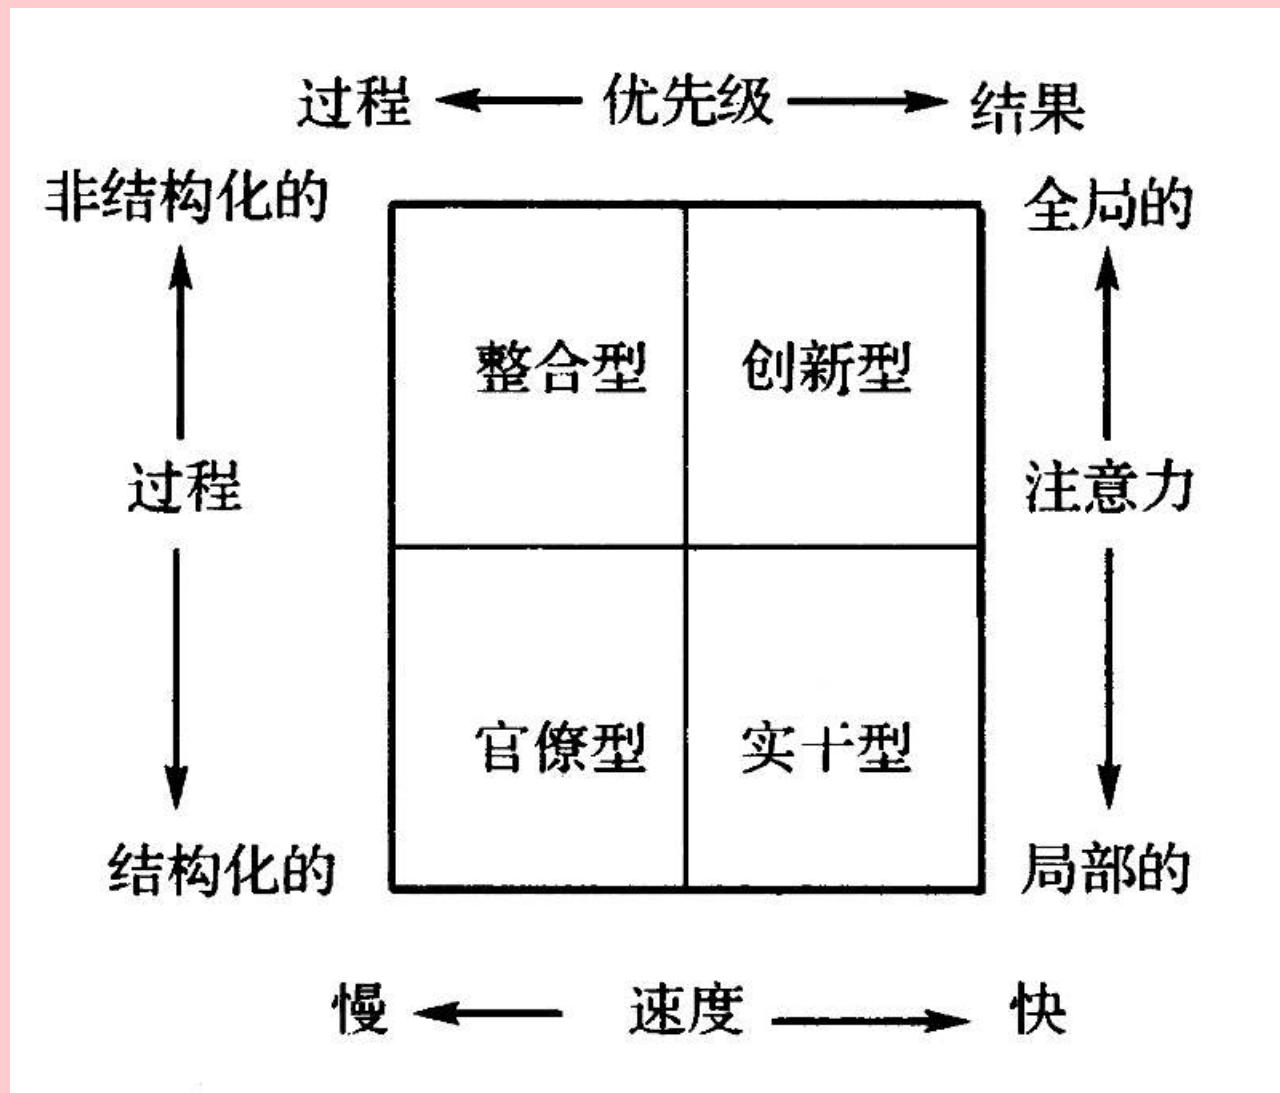 过程 优先级 结果
非结构化的 全局的
整合型 创新型
过程 注意力
官僚型 实干型
结构化的 局部的
慢 速度 快